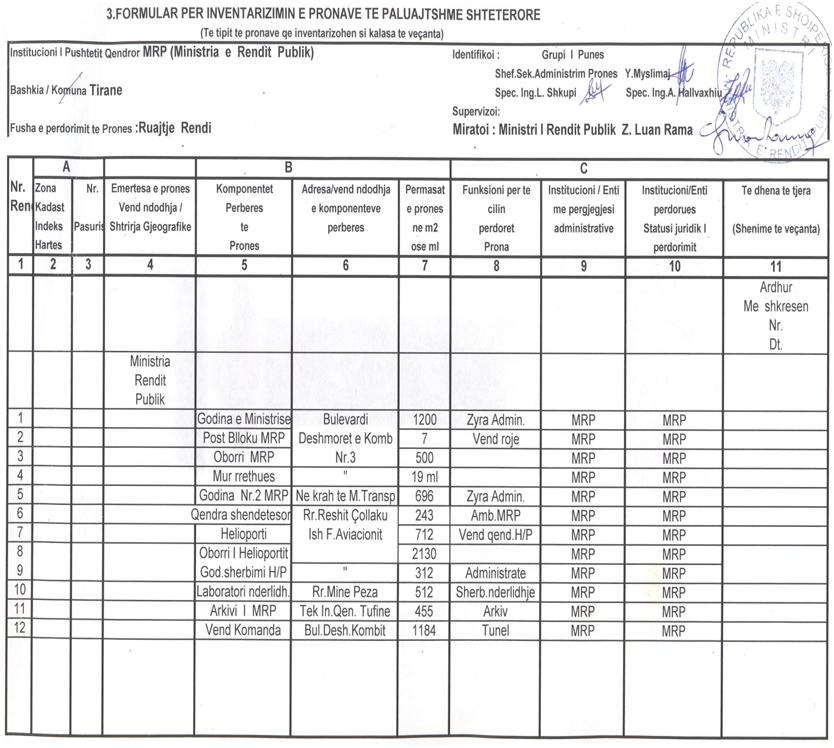 3.FORMULAR PER INVENTARIZIMIN E PRONAVE TE PALUAJTSHME SHTETERORE
(Te tipit te pronave qe inventarizohen si kalasa te veçanta)
Institucioni I Pushtetit Qendror MRP (Ministria e Rendit Publik)
Bashkia / Komuna Tirane
Fusha e perdorimit te Prones :Ruajtje Rendi
Identifikoi : Grupi I Punes
Shef.Sek.Administrim Prones Y.Myslimaj
Spec. Ing.L. Shkupi Spec. Ing.A. Hallvaxhiu
Supervizoi:
Miratoi : Ministri I Rendit Publik Z. Luan Rama
REPUBLIKA E SHQIPERI
MINISTRI
E RENDIT
A B C
Nr. Rend Zona Kadast Indeks Hartes Nr. Pasuris Emertesa e prones Vend ndodhja / Shtrirja Gjeografike Komponentet Perberes te Prones Adresa/vend ndodhja e komponenteve perberes Permasat e prones ne m2 ose ml Funksioni per te cilin perdoret Prona Institucioni / Enti me pergjegjesi administrative Institucioni/Enti perdorues Statusi juridik I perdorimit Te dhena te tjera (Shenime te veçanta)
1 2 3 4 5 6 7 8 9 10 11
Ardhur
Me shkresen
Nr.
Dt.
Ministria
Rendit
Publik
1 Godina e Ministrise Bulevardi 1200 Zyra Admin. MRP MRP
2 Post Blloku MRP Deshmoret e Komb 7 Vend roje MRP MRP
3 Oborri MRP Nr.3 500 MRP MRP
4 Mur rrethues " 19 ml MRP MRP
5 Godina Nr.2 MRP Ne krah te M.Transp 696 Zyra Admin. MRP MRP
6 Qendra shendetesor Rr.Reshit Çollaku 243 Amb.MRP MRP MRP
7 Helioporti Ish F.Aviacionit 712 Vend qend.H/P MRP MRP
8 Oborri I Helioportit 2130 MRP MRP
9 God.sherbimi H/P " 312 Administrate MRP MRP
10 Laboratori nderlidh. Rr.Mine Peza 512 Sherb.nderlidhje MRP MRP
11 Arkivi I MRP Tek In.Qen. Tufine 455 Arkiv MRP MRP
12 Vend Komanda Bul.Desh.Kombit 1184 Tunel MRP MRP